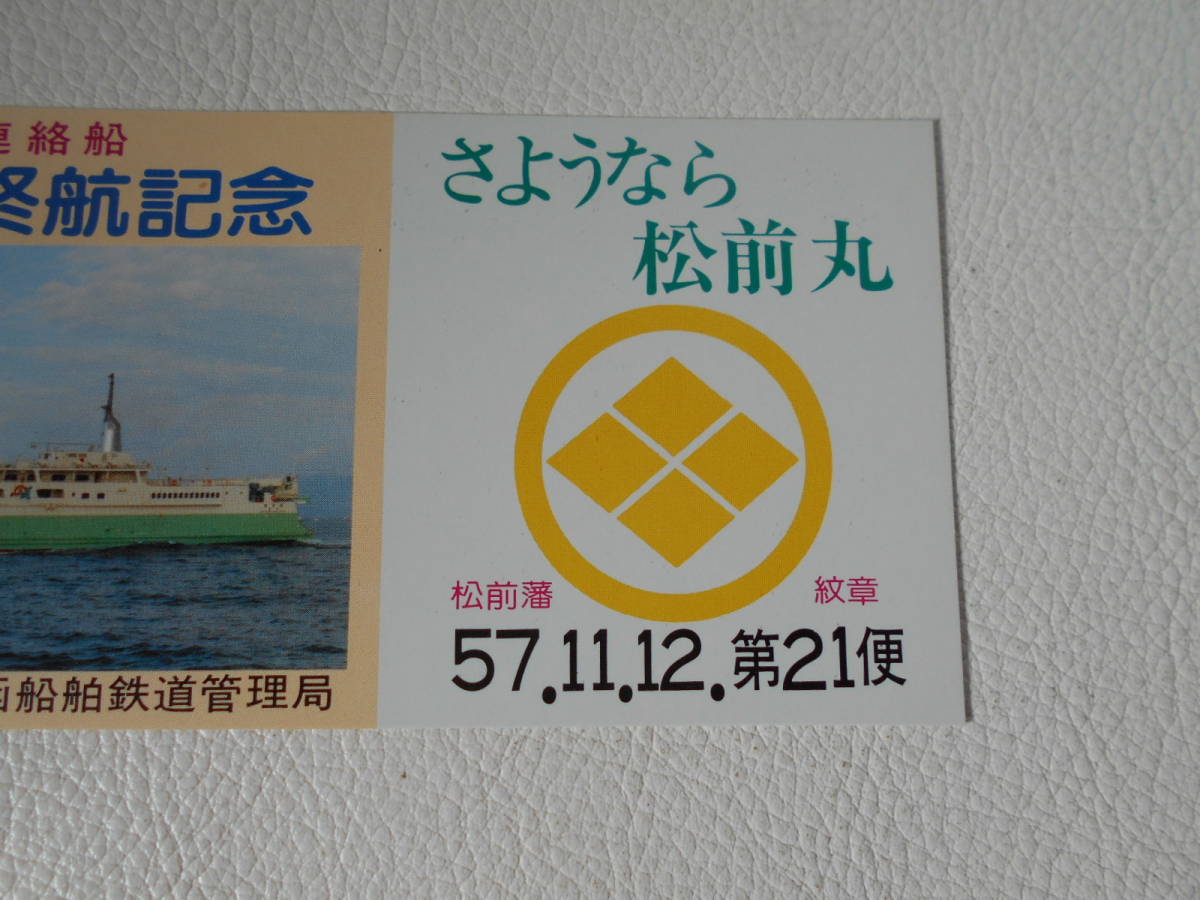 連絡船
終航記念
函船舶鉄道管理局
さようなら
松前丸
松前藩 紋章
57.11.12.第21便